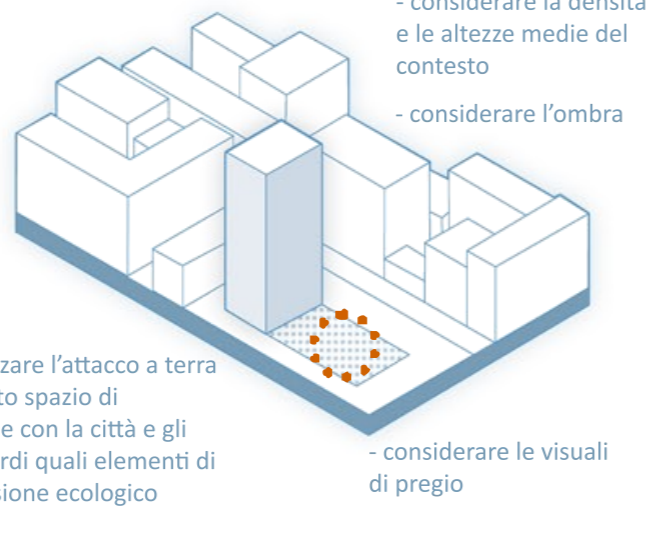 - considerare la densità
e le altezze medie del
contesto
- considerare l’ombra
zare l’attacco a terra
to spazio di
e con la città e gli
rdi quali elementi di
sione ecologico
- considerare le visuali
di pregio